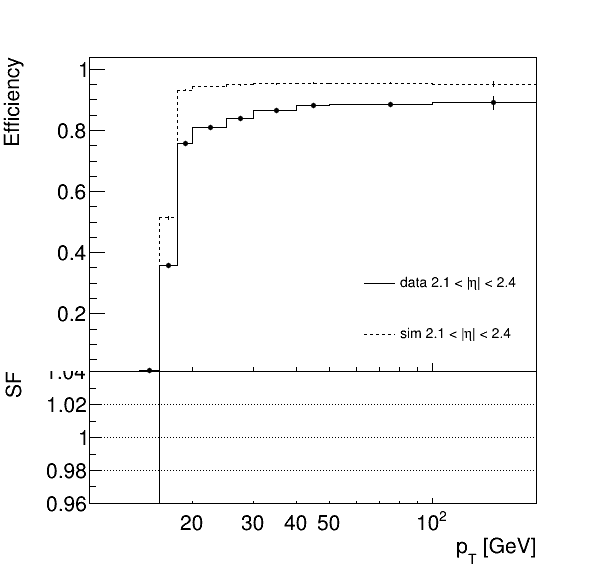 Efficiency
1
0.8
0.6
0.4
0.2
data 2.1 < |η| < 2.4
sim 2.1 < |η| < 2.4
SF
1.04
1.02
1
0.98
0.96
20 30 40 50 10²
p_T [GeV]